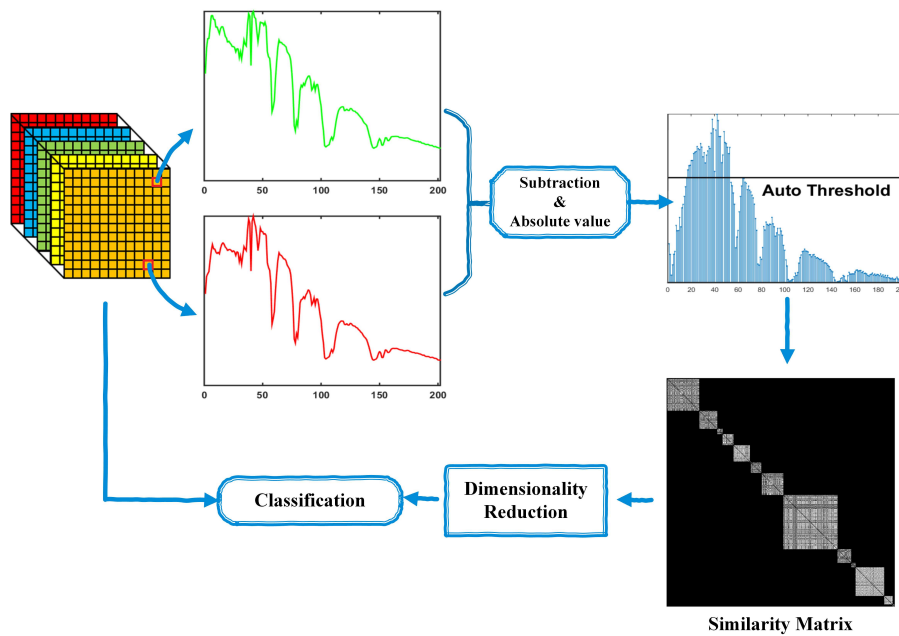 0 50 100 150 200
0 50 100 150 200
Subtraction
&
Absolute value
Auto Threshold
0 20 40 60 80 100 120 140 160 180 200
Classification
Dimensionality
Reduction
Similarity Matrix